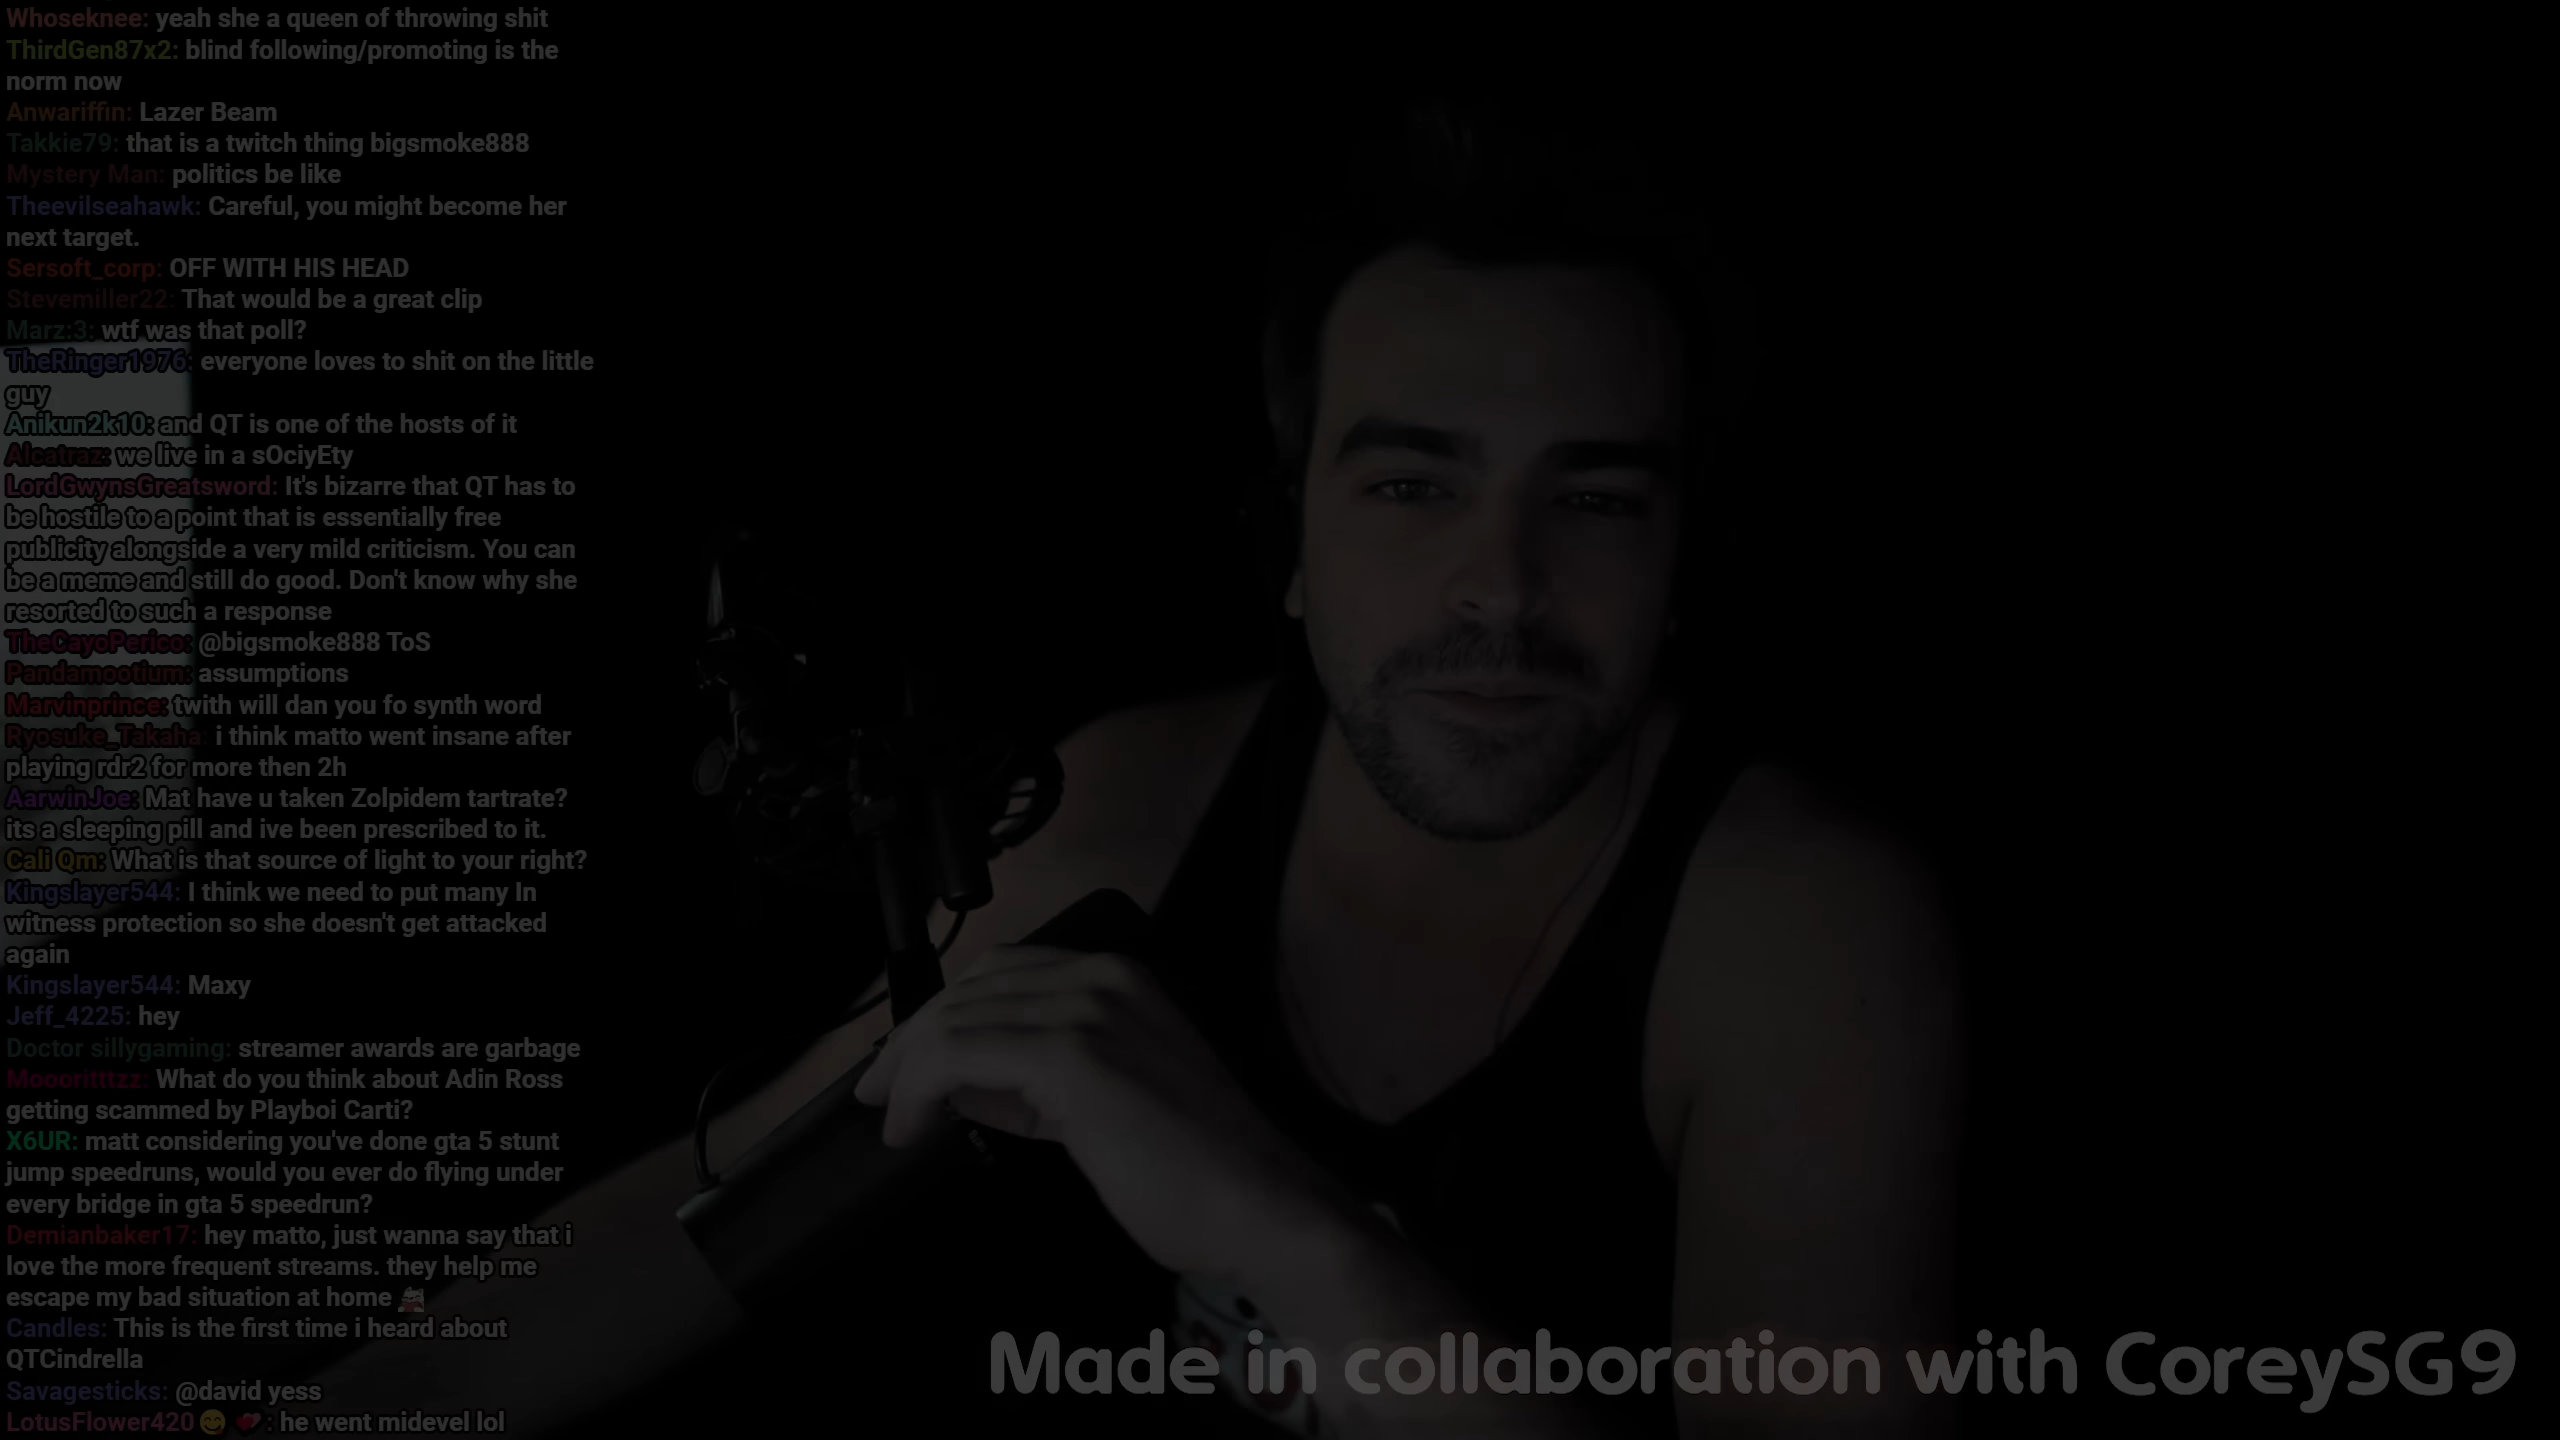 Whoseknee: yeah she a queen of throwing shit
ThirdGen87x2: blind following/promoting is the
norm now
Anwariffin: Lazer Beam
Takkie79: that is a twitch thing bigsmoke888
Mystery Man: politics be like
Theevilseahawk: Careful, you might become her
next target.
Sersoft_corp: OFF WITH HIS HEAD
Stevemiller22: That would be a great clip
Marz:3: wtf was that poll?
TheRinger1976: everyone loves to shit on the little
guy
Anikun2k10: and QT is one of the hosts of it
Alcatraz: we live in a sOciyEty
LordGwynsGreatsword: It's bizarre that QT has to
be hostile to a point that is essentially free
publicity alongside a very mild criticism. You can
be a meme and still do good. Don't know why she
resorted to such a response
TheCayoPerico: @bigsmoke888 ToS
Pandamootium: assumptions
Marvinprince: twith will dan you fo synth word
Ryosuke_Takaha: i think matto went insane after
playing rdr2 for more then 2h
AarwinJoe: Mat have u taken Zolpidem tartrate?
its a sleeping pill and ive been prescribed to it.
Cali Qm: What is that source of light to your right?
Kingslayer544: I think we need to put many In
witness protection so she doesn't get attacked
again
Kingslayer544: Maxy
Jeff_4225: hey
Doctor sillygaming: streamer awards are garbage
Moooritttzz: What do you think about Adin Ross
getting scammed by Playboi Carti?
X6UR: matt considering you've done gta 5 stunt
jump speedruns, would you ever do flying under
every bridge in gta 5 speedrun?
Demianbaker17: hey matto, just wanna say that i
love the more frequent streams. they help me
escape my bad situation at home
Candles: This is the first time i heard about
QTCindrella
Savagesticks: @david yess
LotusFlower420 😋 💕: he went midevel lol
Made in collaboration with CoreySG9